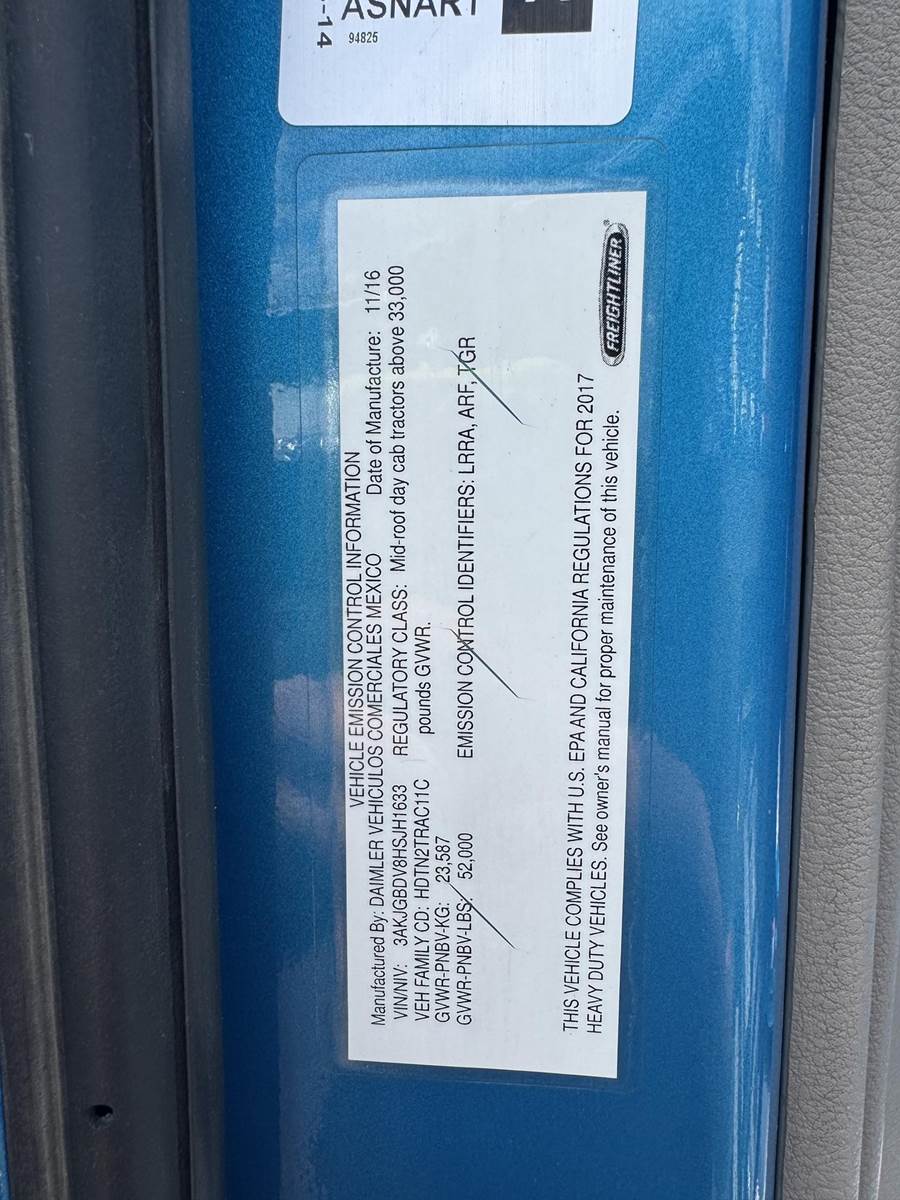 -14
94825
VEHICLE EMISSION CONTROL INFORMATION
Manufactured By: DAIMLER VEHICULOS COMERCIALES MEXICO Date of Manufacture: 11/16
VIN/NIV: 3AKJGBDV8HSJH1633 REGULATORY CLASS: Mid-roof day cab tractors above 33,000
VEH FAMILY CD: HDTN2TRAC11C pounds GVWR.
GVWR-PNBV-KG: 23,587
GVWR-PNBV-LBS: 52,000 EMISSION CONTROL IDENTIFIERS: LRRA, ARF, TGR
THIS VEHICLE COMPLIES WITH U.S. EPA AND CALIFORNIA REGULATIONS FOR 2017
HEAVY DUTY VEHICLES. See owner's manual for proper maintenance of this vehicle.
FREIGHTLINER®